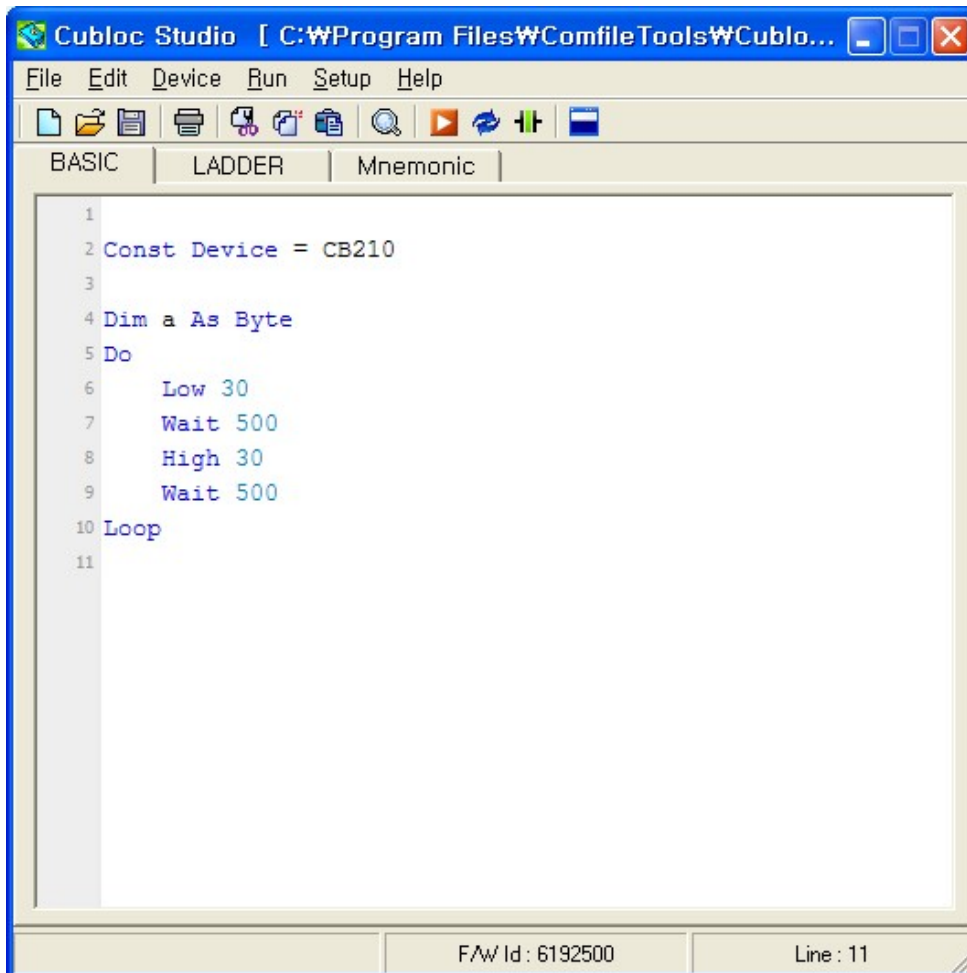 Cubloc Studio [ C:₩Program Files₩ComfileTools₩Cublo...
File Edit Device Run Setup Help
BASIC LADDER Mnemonic
1
2 Const Device = CB210
3
4 Dim a As Byte
5 Do
6 Low 30
7 Wait 500
8 High 30
9 Wait 500
10 Loop
11
F/W Id : 6192500 Line : 11